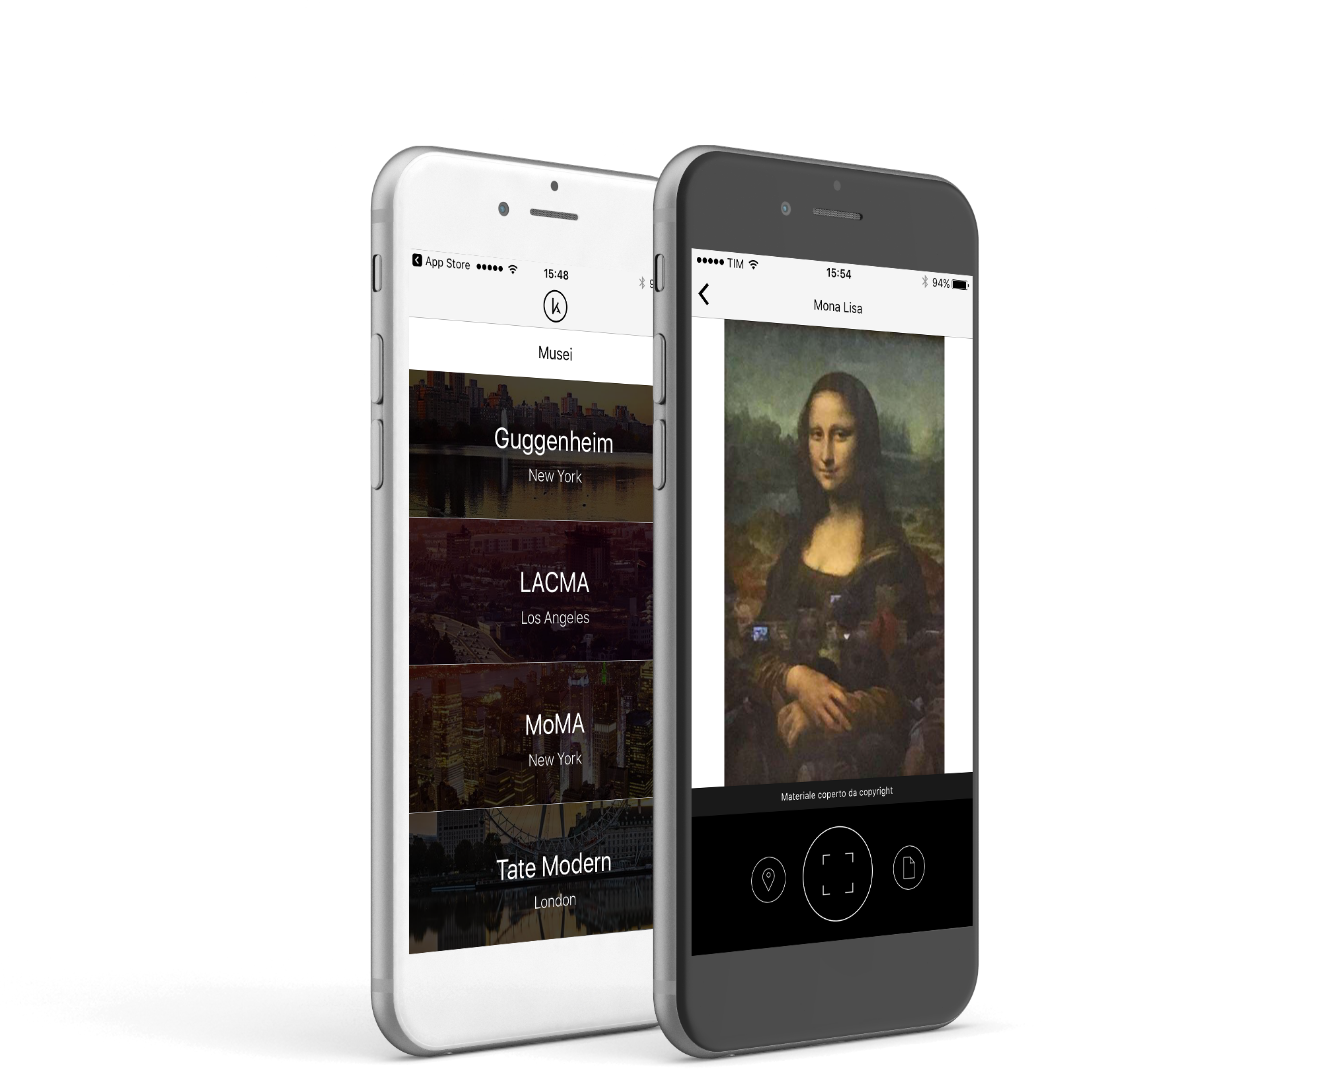 App Store
15:48
Musei
Guggenheim
New York
LACMA
Los Angeles
MoMA
New York
Tate Modern
London
TIM
15:54
94%
Mona Lisa
Materiale coperto da copyright